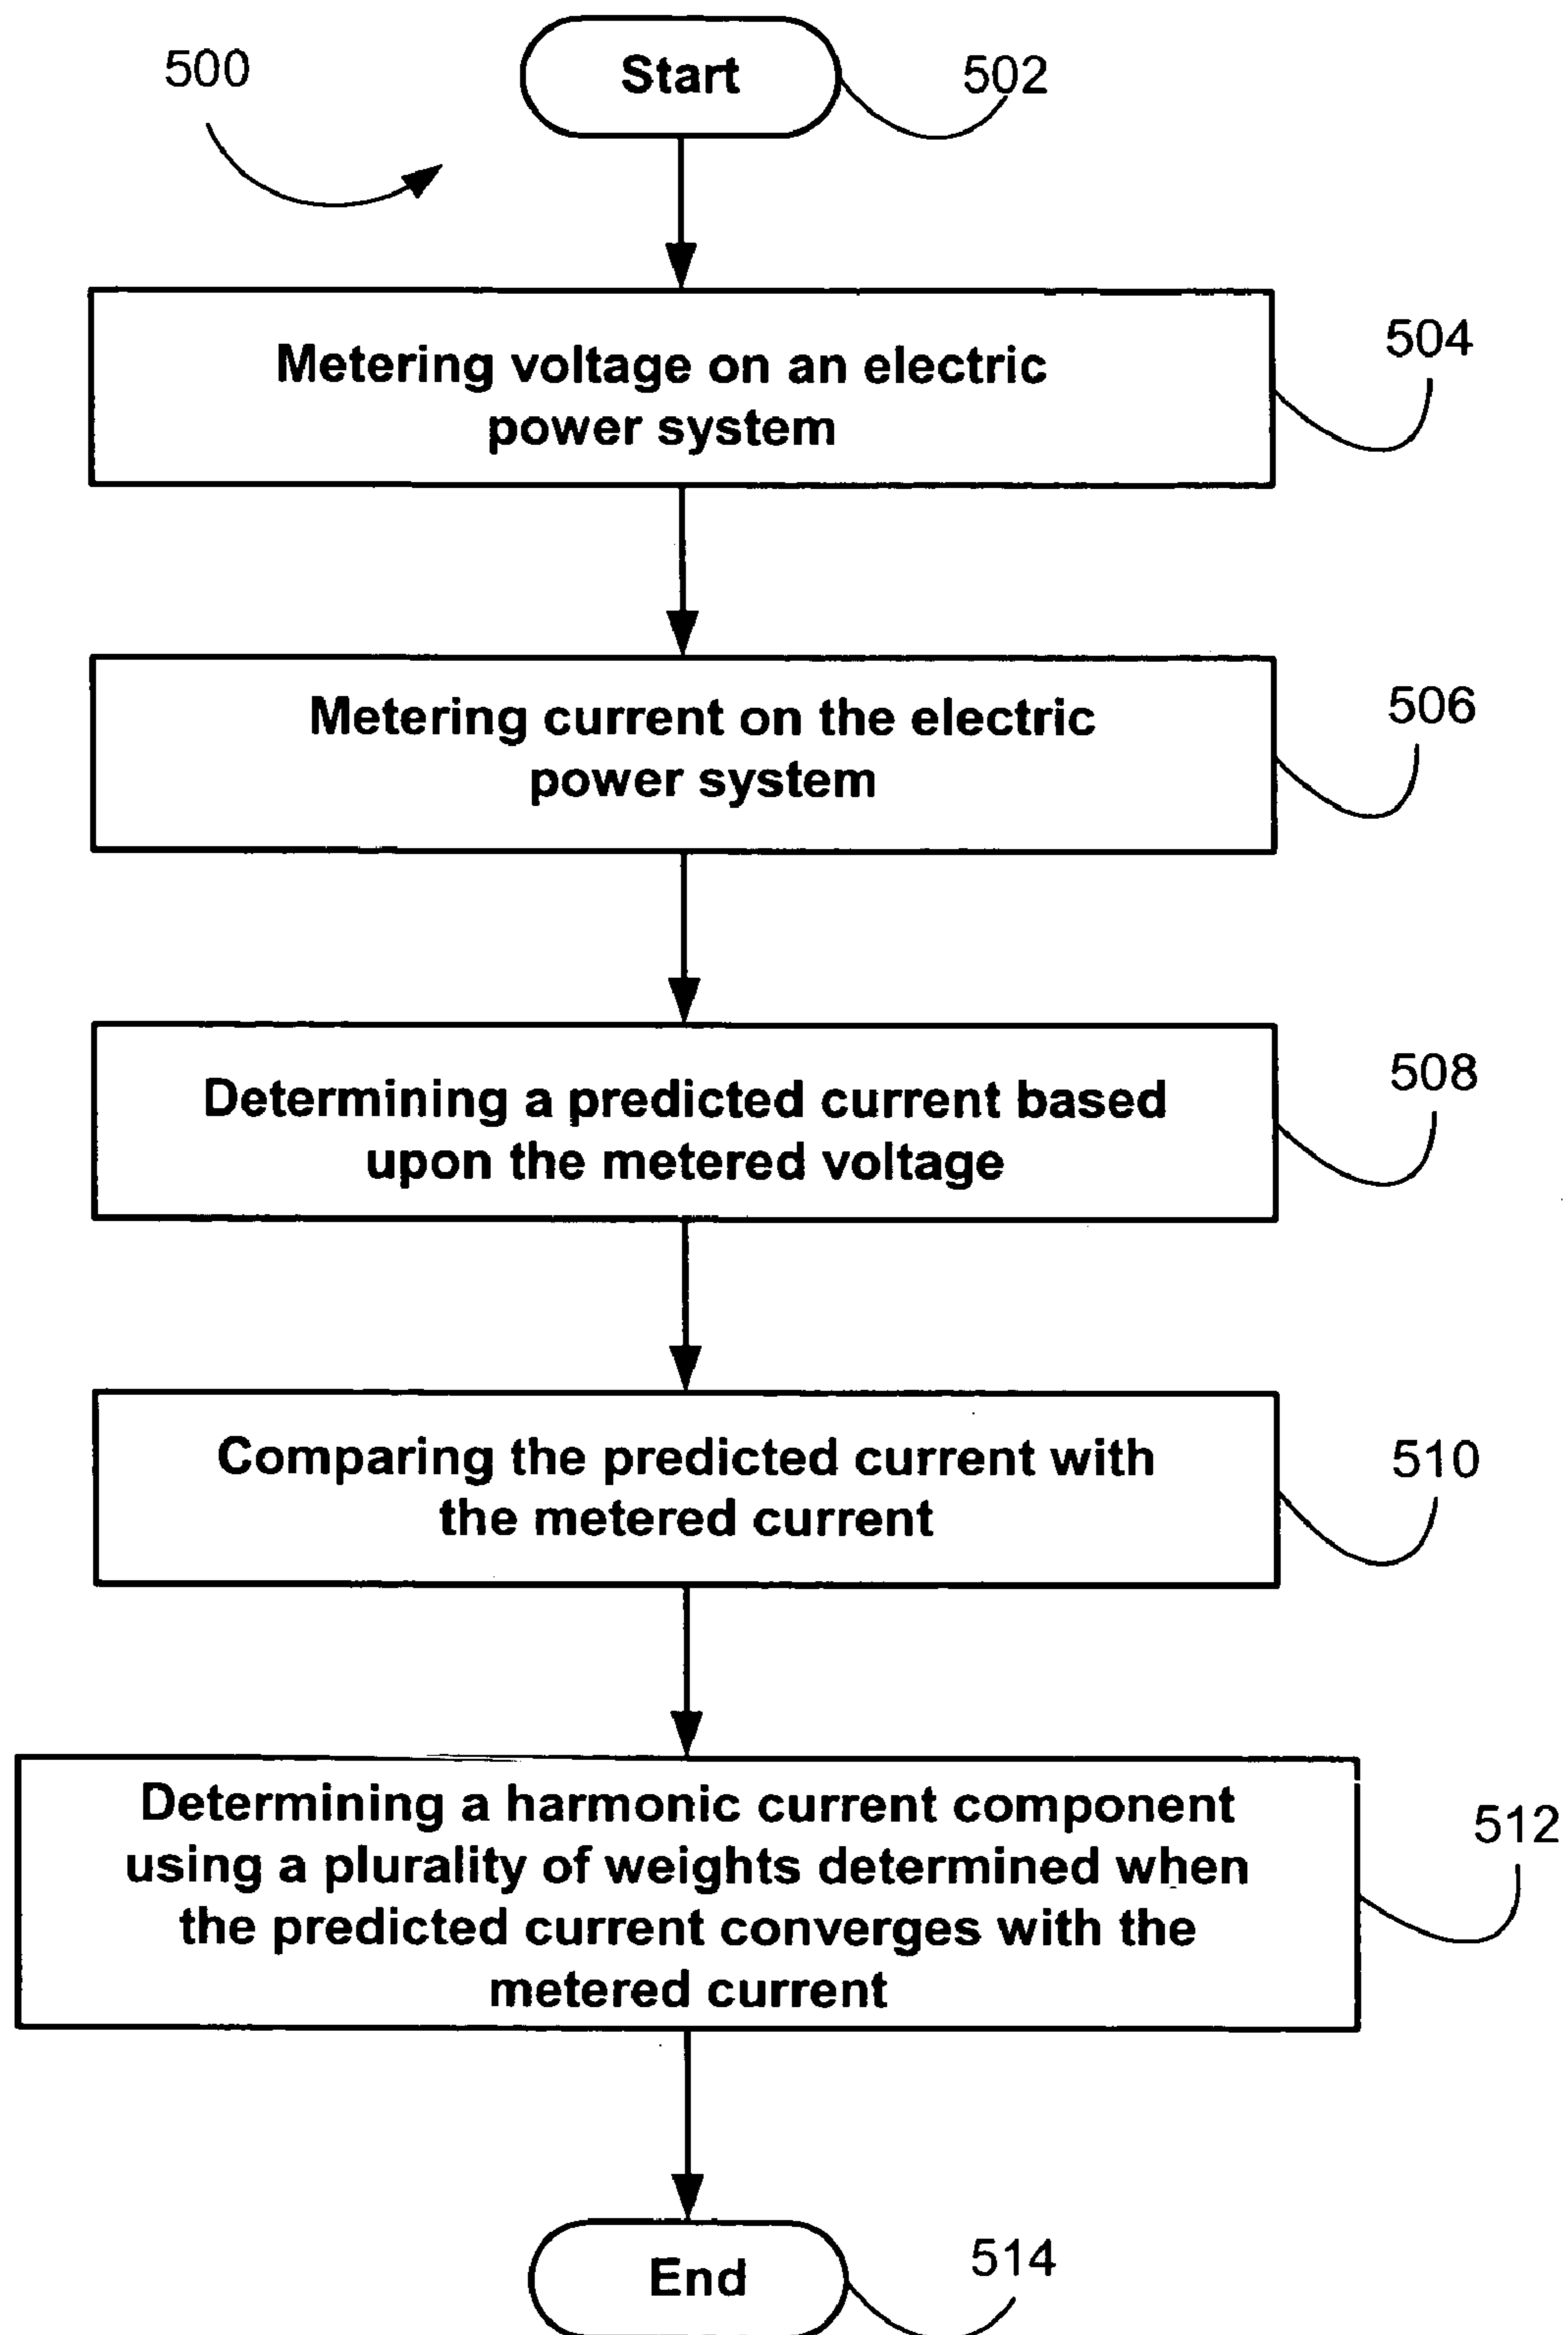 500
Start
502
Metering voltage on an electric
power system
504
Metering current on the electric
power system
506
Determining a predicted current based
upon the metered voltage
508
Comparing the predicted current with
the metered current
510
Determining a harmonic current component
using a plurality of weights determined when
the predicted current converges with the
metered current
512
End
514